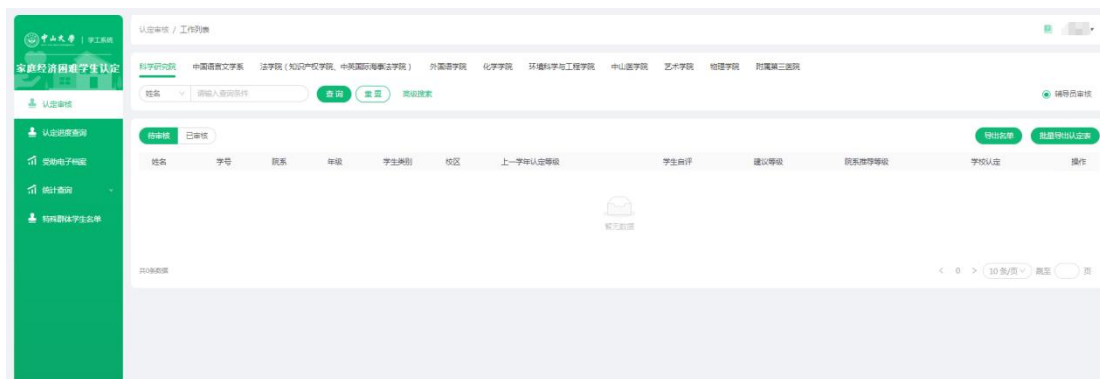 中山大學 | 学工系统
家庭经济困难学生认定
认定审核
认定进度查询
受助电子档案
统计查询
特殊群体学生名单
认定审核 / 工作列表
科学研究院 中国语言文学系 法学院（知识产权学院、中英国际海事法学院） 外国语学院 化学学院 环境科学与工程学院 中山医学院 艺术学院 物理学院 附属第三医院
姓名 请输入查询条件 查询 重置 高级搜索 辅导员审核
待审核 已审核 导出名单 批量导出认定表
姓名 学号 院系 年级 学生类别 校区 上一学年认定等级 学生自评 建议等级 院系推荐等级 学校认定 操作
暂无数据
共0条数据 < 0 > 10 条/页 跳至 页